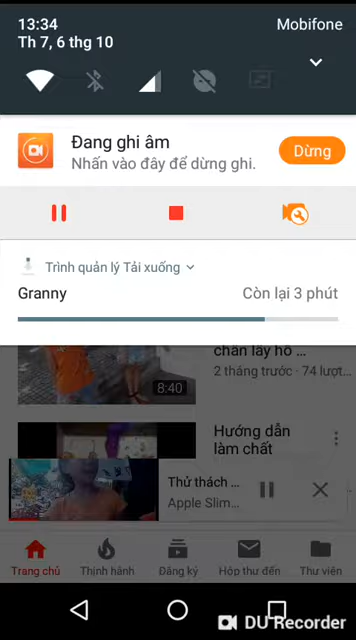 13:34
Mobifone
Th 7, 6 thg 10
Đang ghi âm
Nhấn vào đây để dừng ghi.
Dừng
Trình quản lý Tải xuống
Granny
Còn lại 3 phút
chân lấy hồ ...
2 tháng trước · 74 lượt...
8:40
Hướng dẫn
làm chất
Thử thách ...
Apple Slim...
Trang chủ
Thịnh hành
Đăng ký
Hộp thư đến
Thư viện
DU Recorder